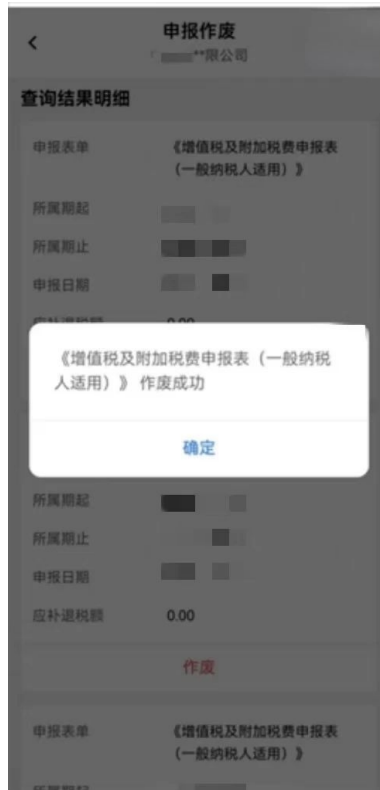 申报作废
**限公司
查询结果明细
申报表单
《增值税及附加税费申报表
（一般纳税人适用）》
所属期起
所属期止
申报日期
应补退税额 0.00
《增值税及附加税费申报表（一般纳税
人适用）》作废成功
确定
所属期起
所属期止
申报日期
应补退税额 0.00
作废
申报表单
《增值税及附加税费申报表
（一般纳税人适用）》
所属期起